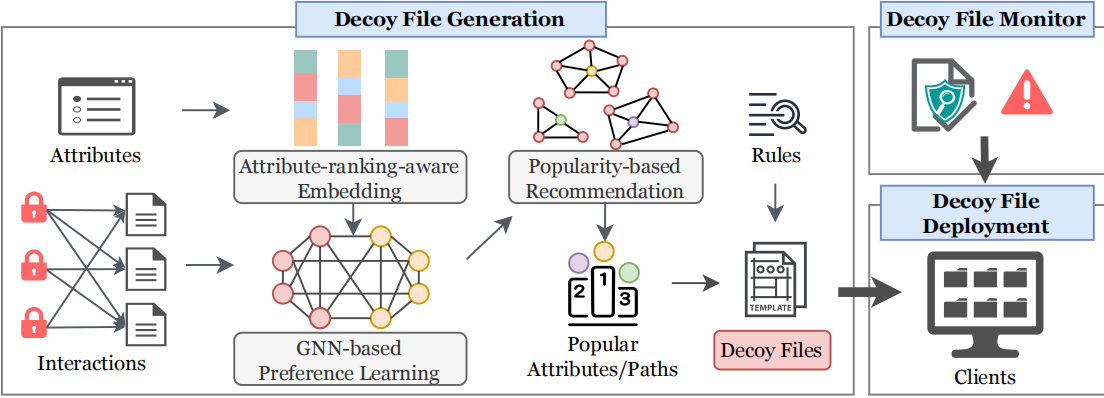 Decoy File Generation
Attributes
Interactions
Attribute-ranking-aware
Embedding
GNN-based
Preference Learning
Popularity-based
Recommendation
2
1
3
Popular
Attributes/Paths
Rules
TEMPLATE
Decoy Files
Decoy File Monitor
Decoy File
Deployment
Clients